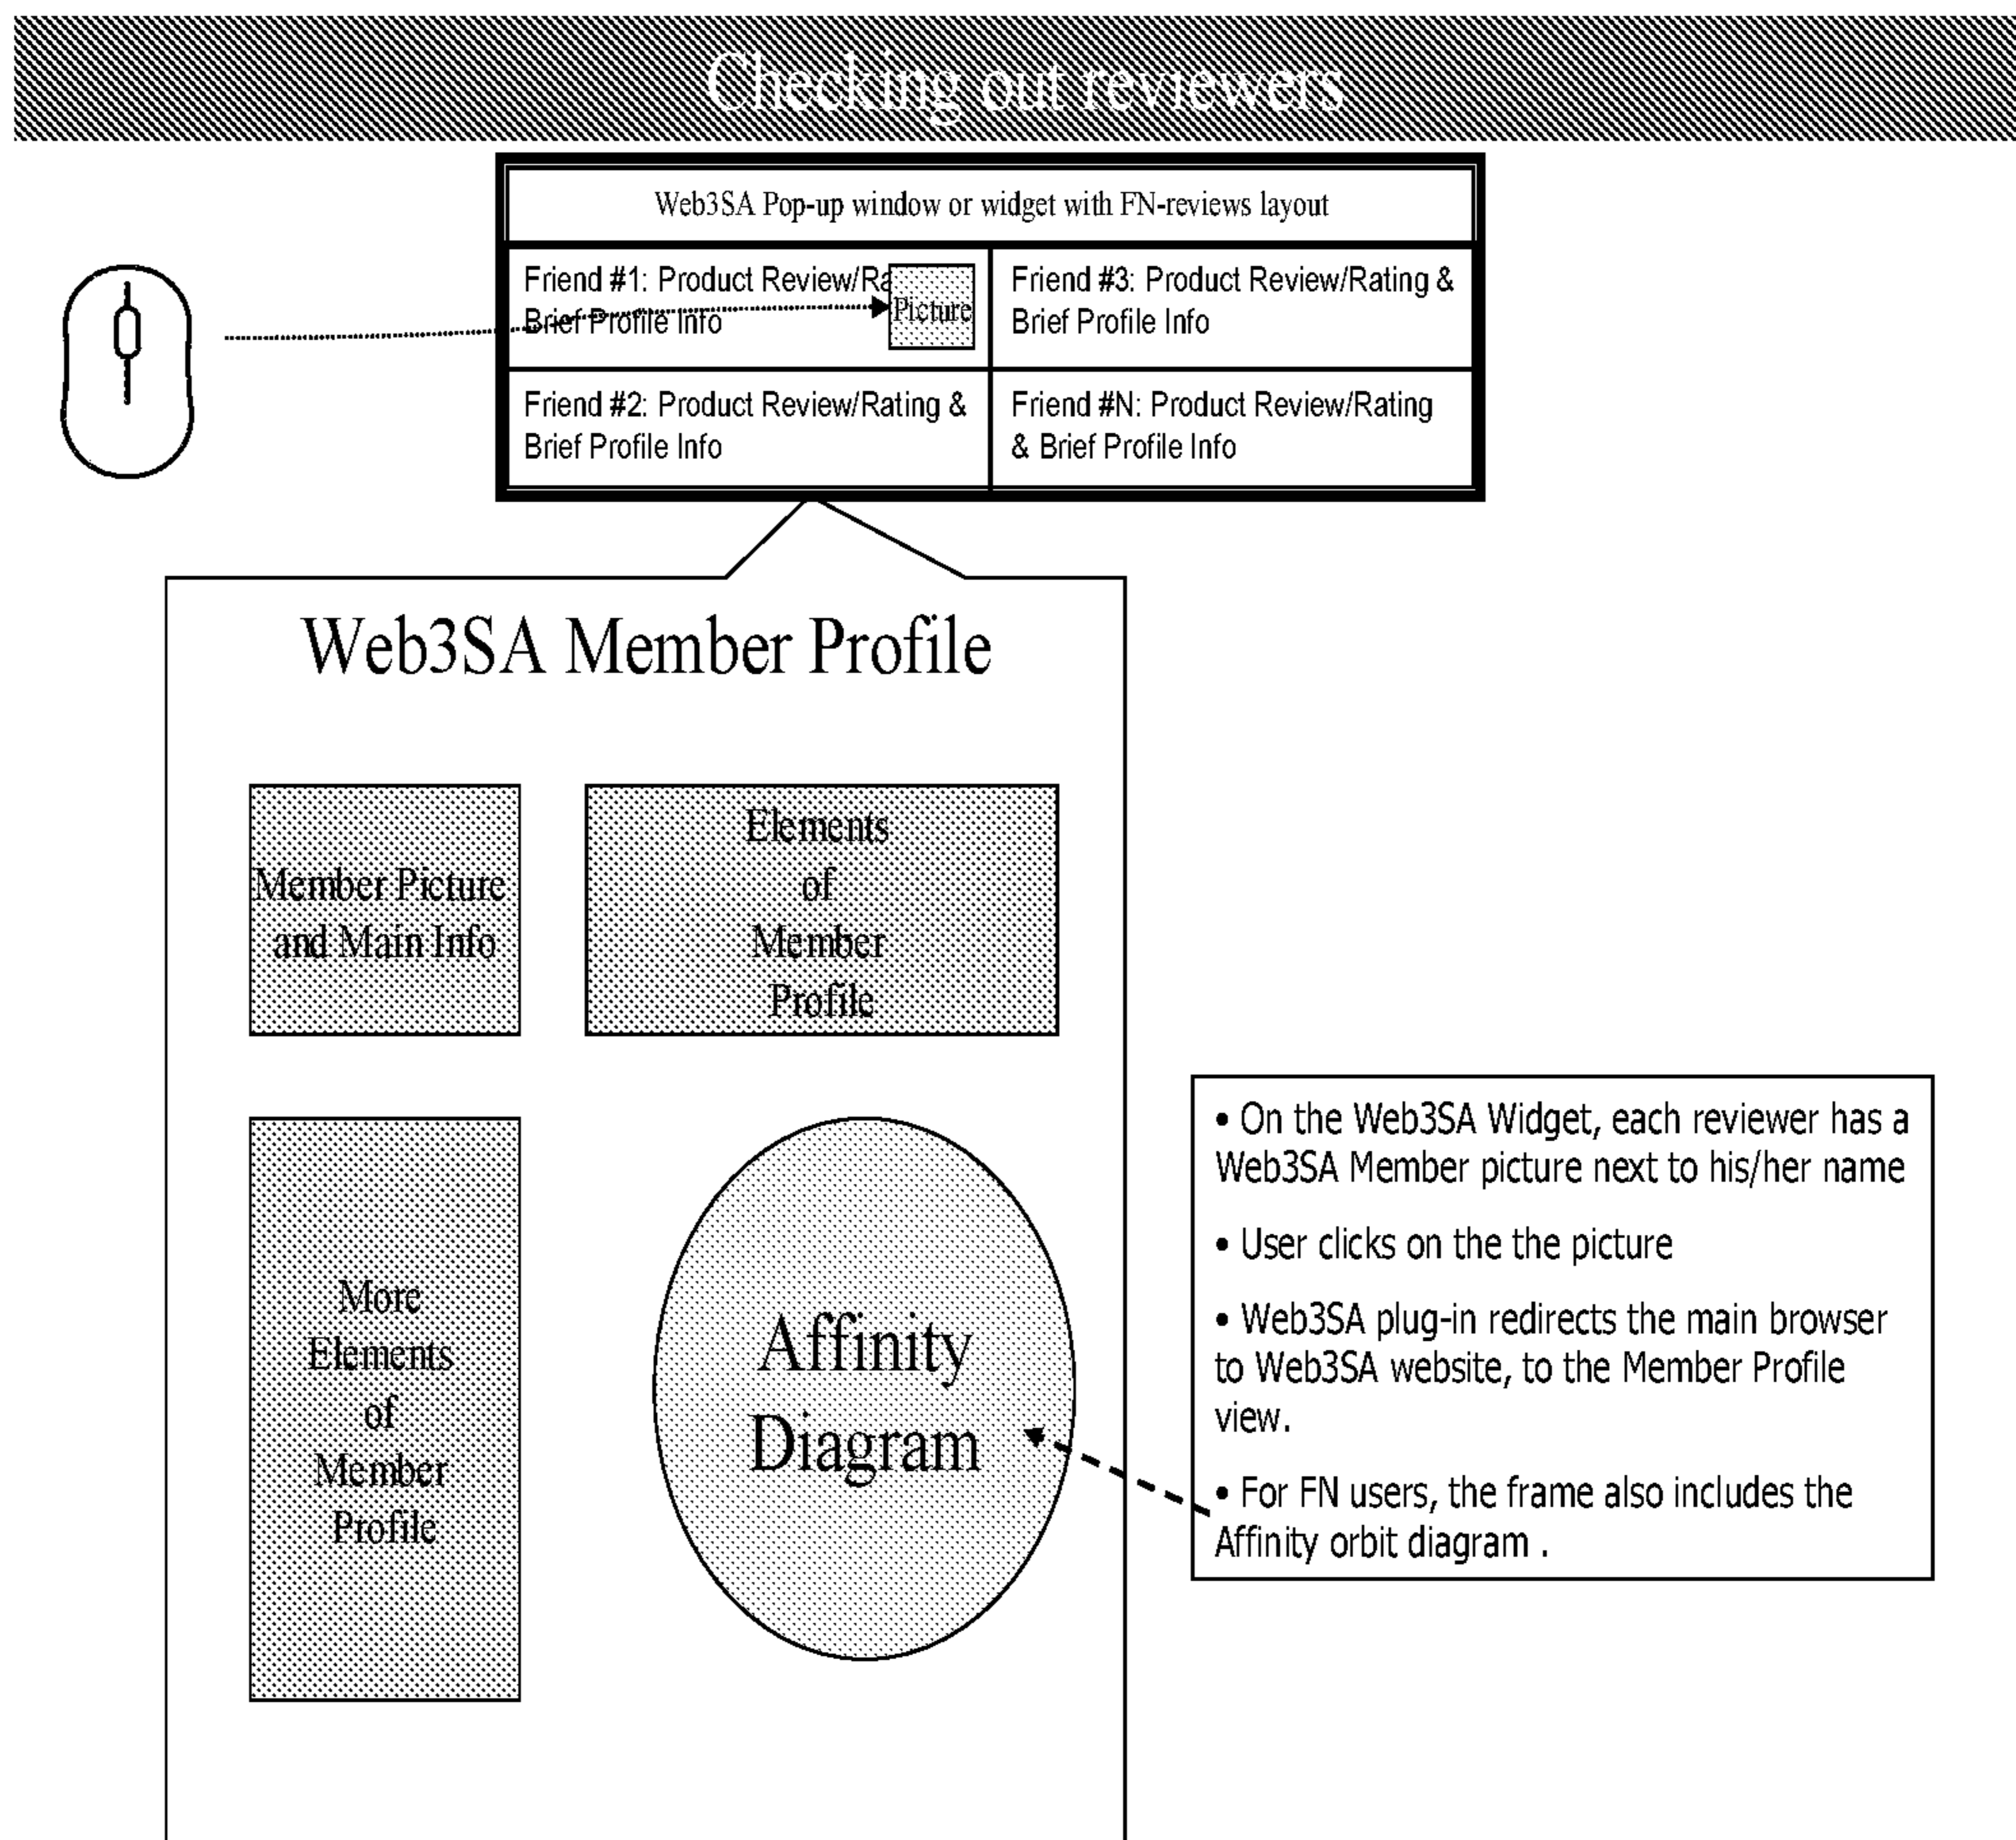 Checking out reviewers
Web3SA Pop-up window or widget with FN-reviews layout
Friend #1: Product Review/Ra
Brief Profile Info
Picture
Friend #3: Product Review/Rating &
Brief Profile Info
Friend #2: Product Review/Rating &
Brief Profile Info
Friend #N: Product Review/Rating
& Brief Profile Info
Web3SA Member Profile
Member Picture
and Main Info
Elements
of
Member
Profile
More
Elements
of
Member
Profile
Affinity
Diagram
• On the Web3SA Widget, each reviewer has a
Web3SA Member picture next to his/her name
• User clicks on the the picture
• Web3SA plug-in redirects the main browser
to Web3SA website, to the Member Profile
view.
• For FN users, the frame also includes the
Affinity orbit diagram .